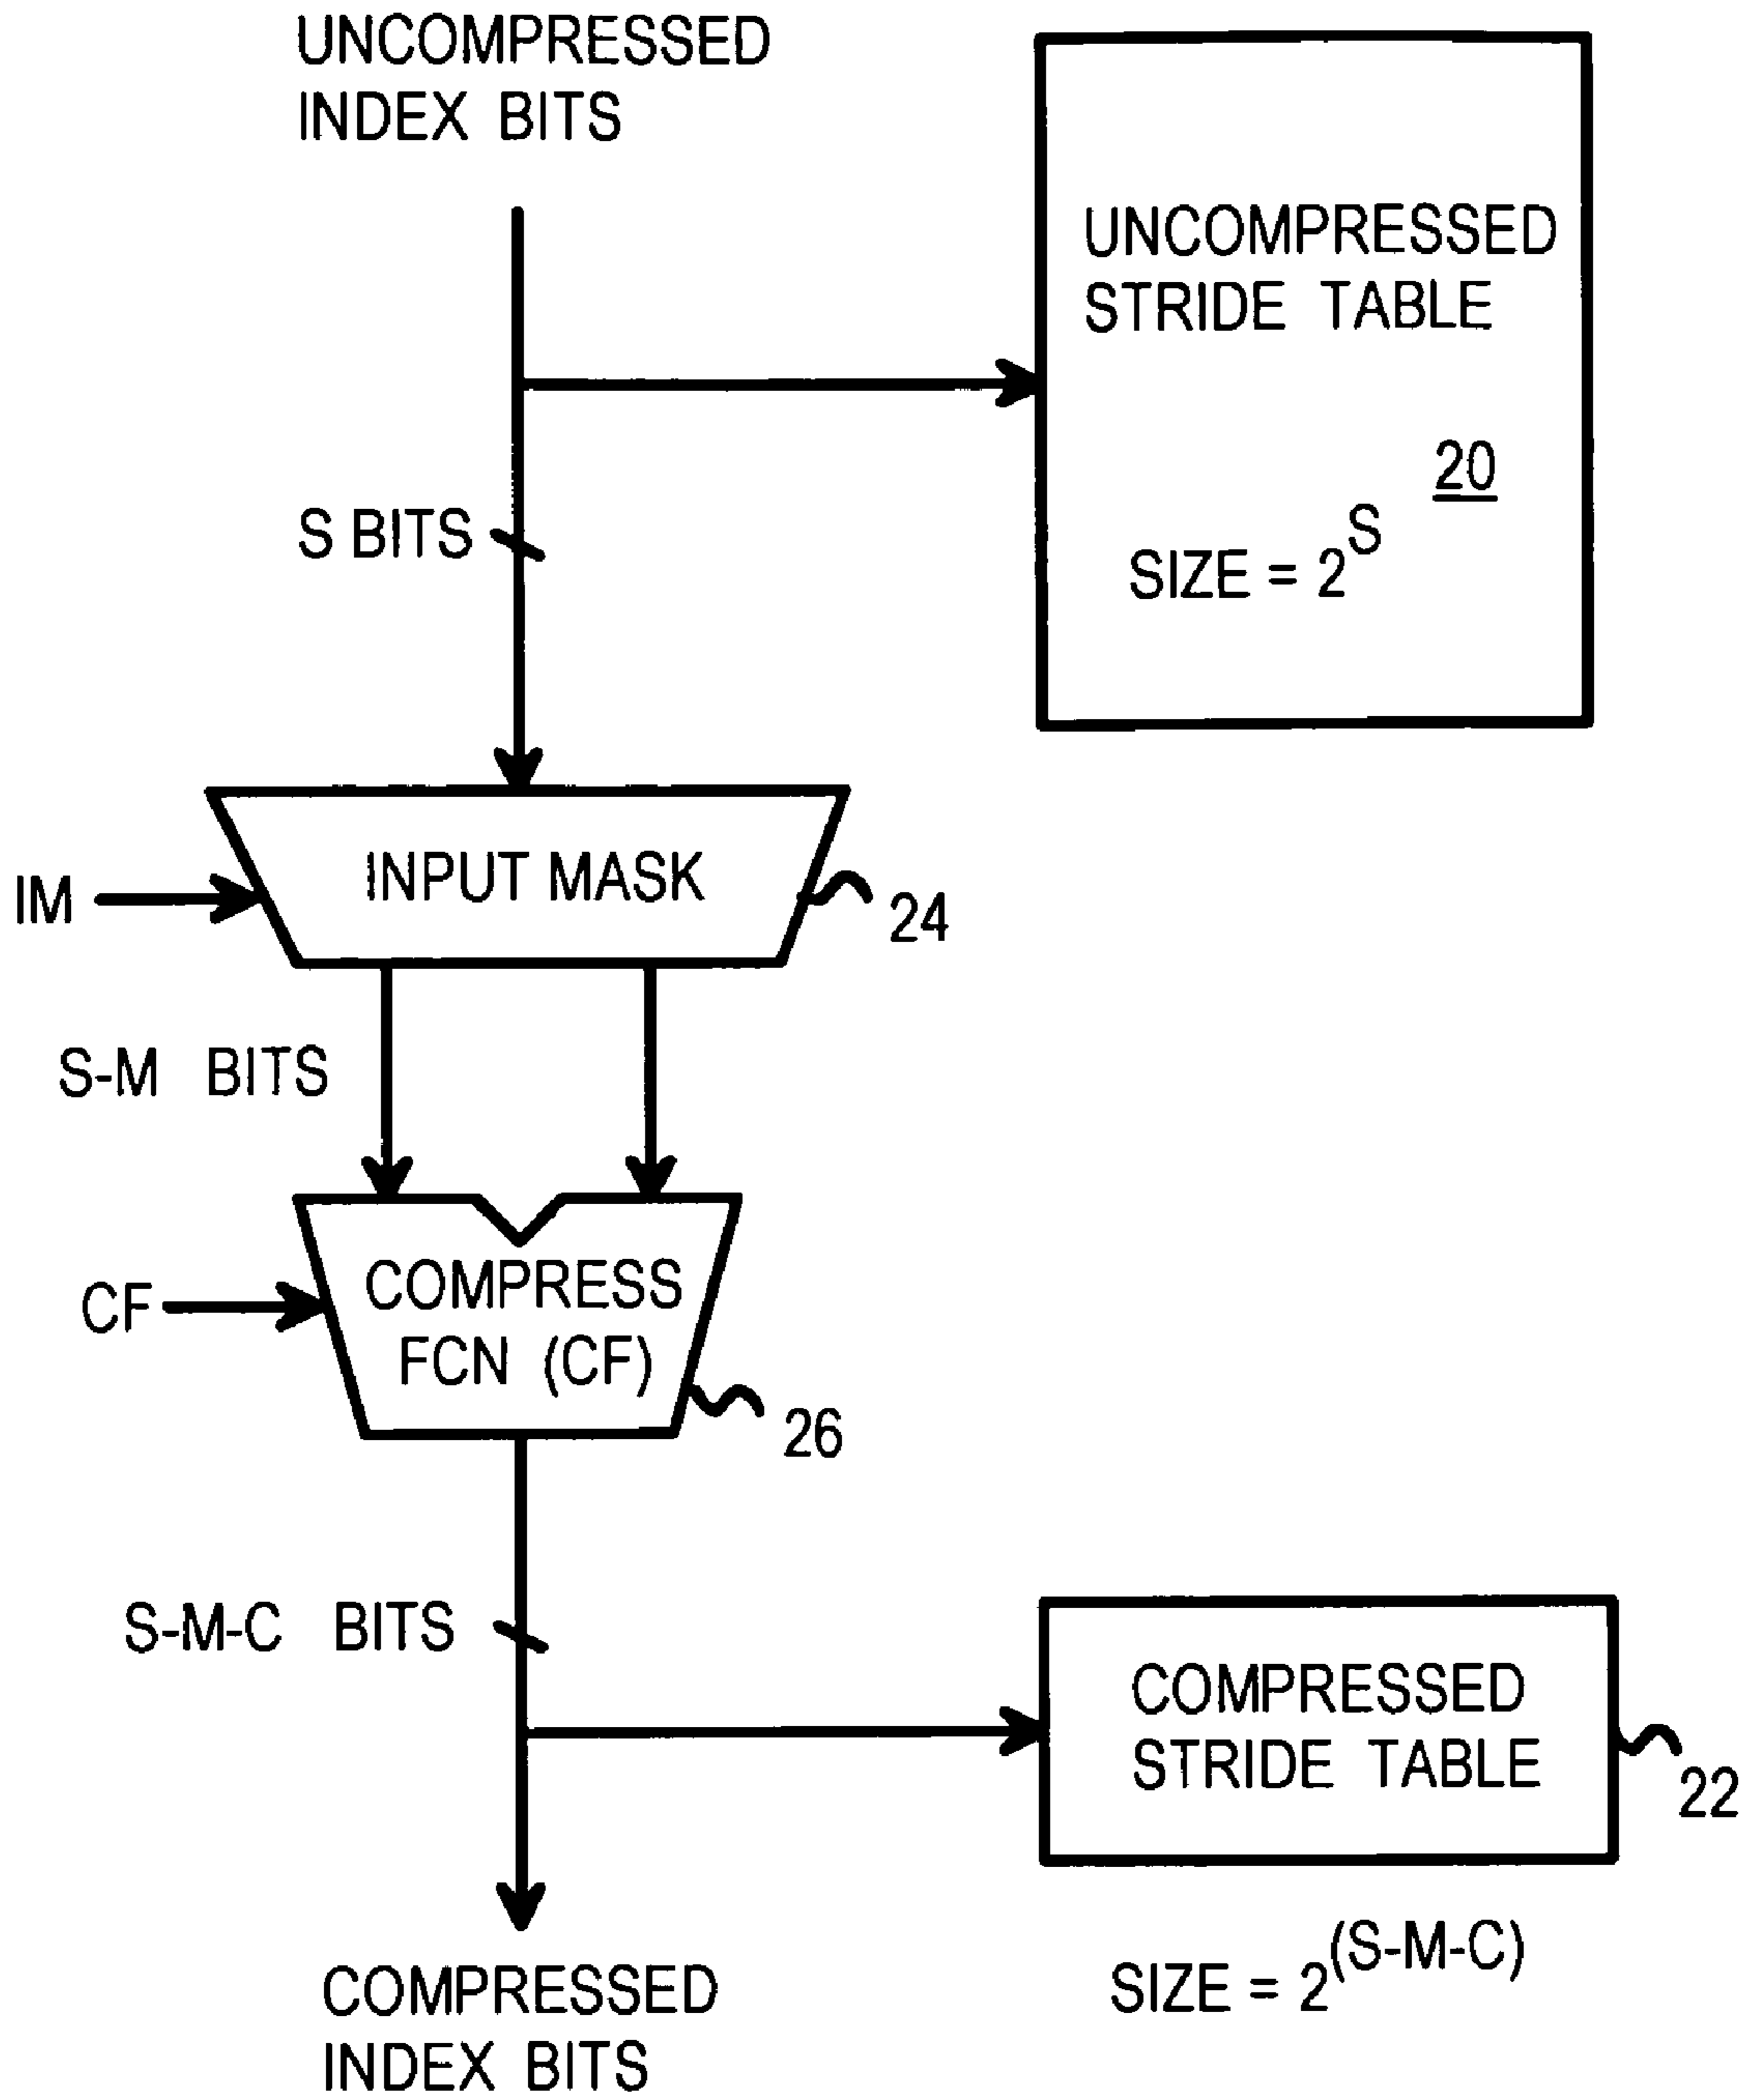 UNCOMPRESSED
INDEX BITS
UNCOMPRESSED
STRIDE TABLE
20
SIZE = 2^S
S BITS
INPUT MASK
IM
24
S-M BITS
COMPRESS
FCN (CF)
CF
26
S-M-C BITS
COMPRESSED
STRIDE TABLE
22
SIZE = 2^(S-M-C)
COMPRESSED
INDEX BITS